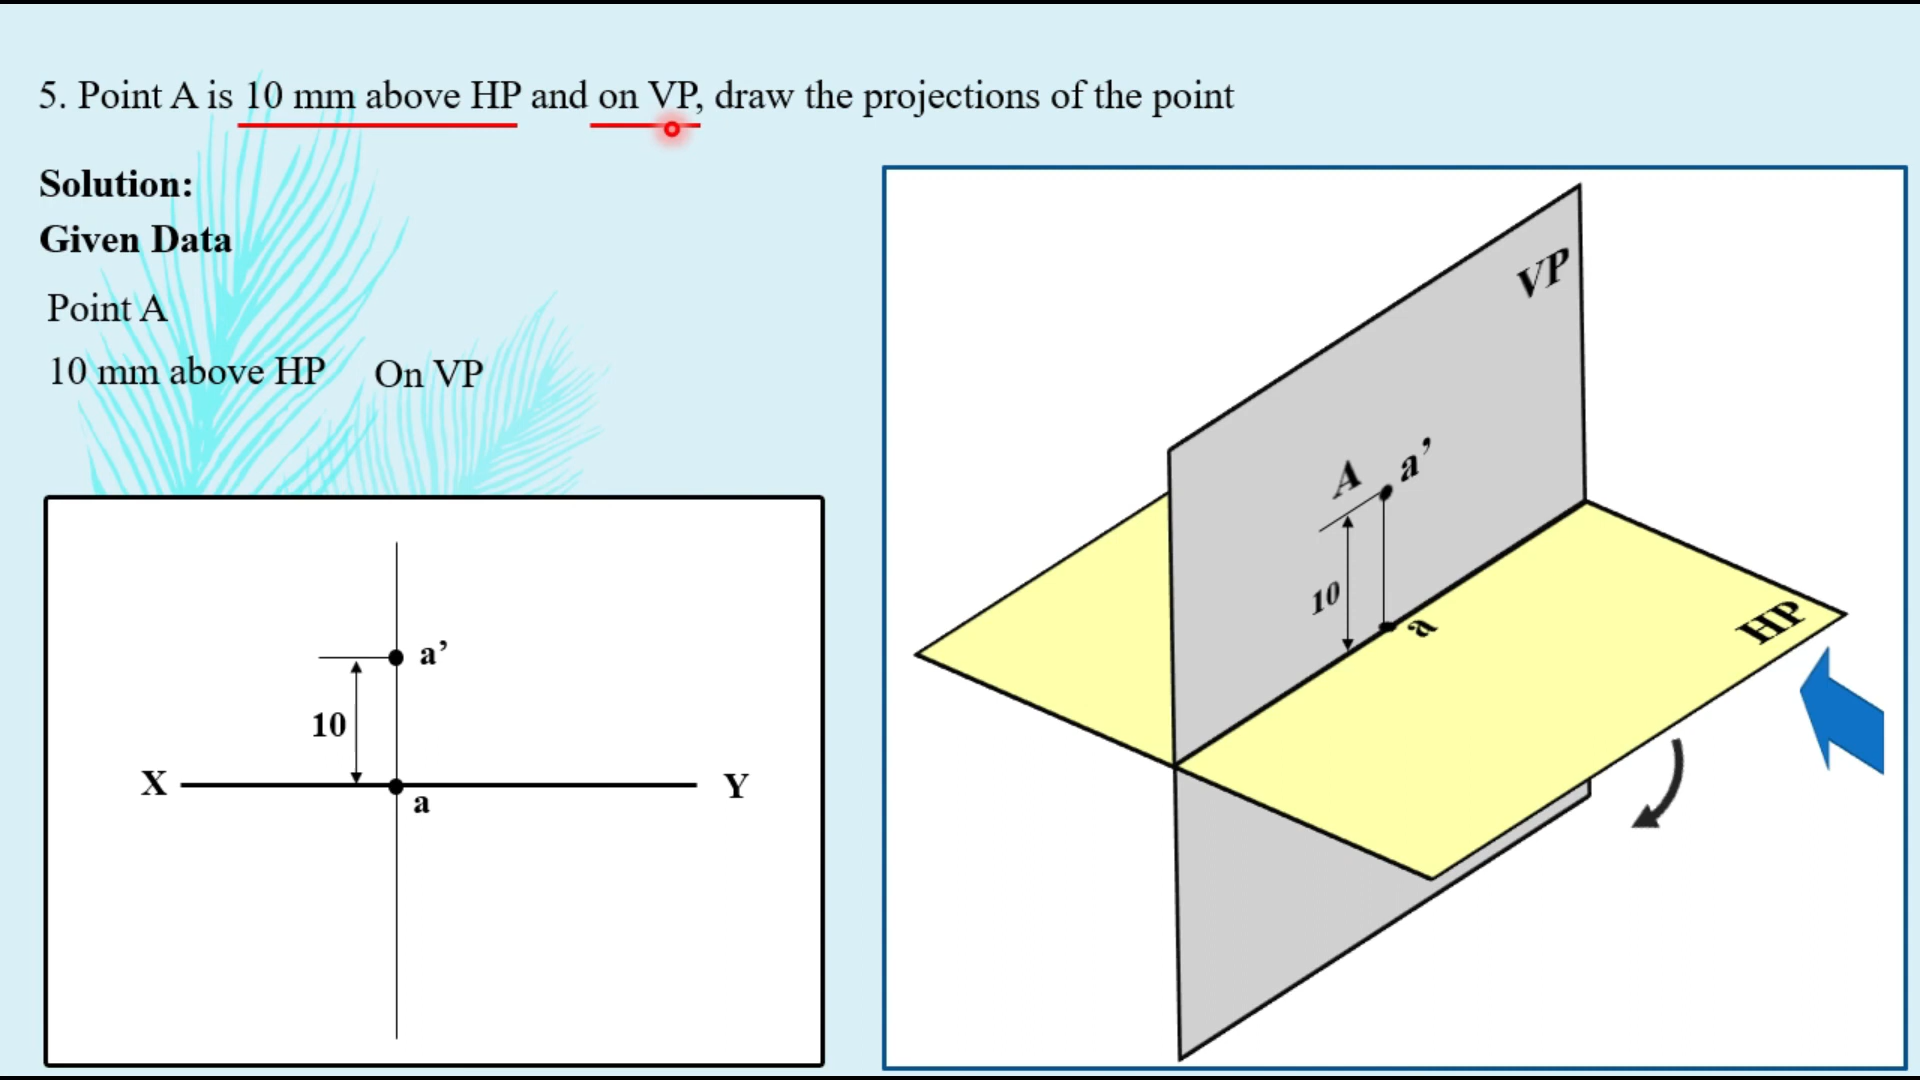 5. Point A is 10 mm above HP and on VP, draw the projections of the point
Solution:
Given Data
Point A
10 mm above HP On VP
a’
10
X
Y
a
VP
A
a’
10
a
HP